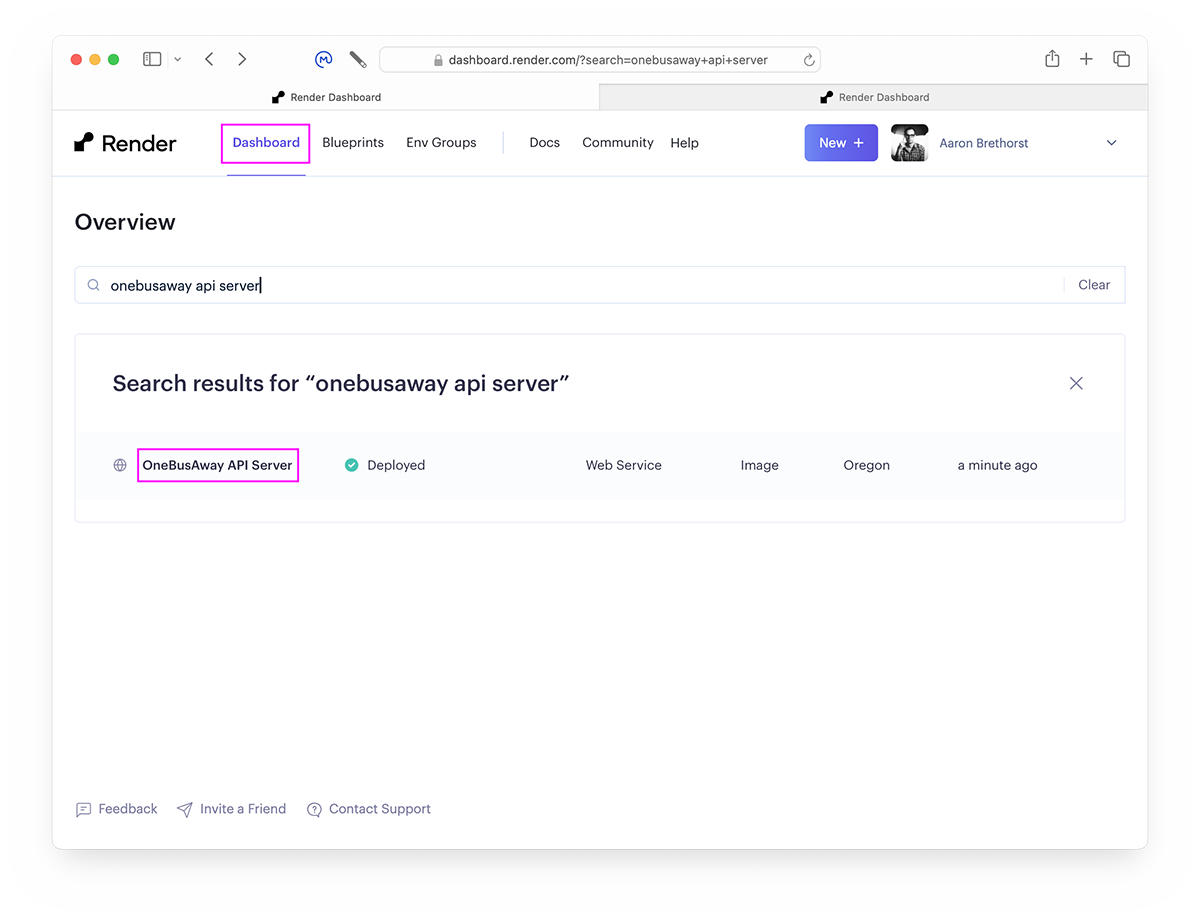 dashboard.render.com/?search=onebusaway+api+server
Render Dashboard
Render Dashboard
Render
Dashboard Blueprints Env Groups Docs Community Help New + Aaron Brethorst
Overview
onebusaway api server Clear
Search results for “onebusaway api server”
OneBusAway API Server Deployed Web Service Image Oregon a minute ago
Feedback Invite a Friend Contact Support